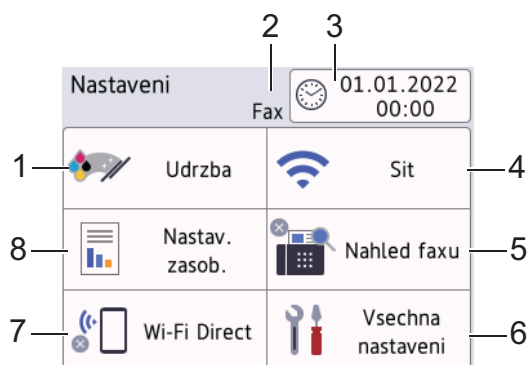 2
3
Nastaveni
Fax
01.01.2022
00:00
1
Udrzba
Sit
4
8
Nastav.
zasob.
Nahled faxu
5
7
Wi-Fi Direct
Vsechna
nastaveni
6